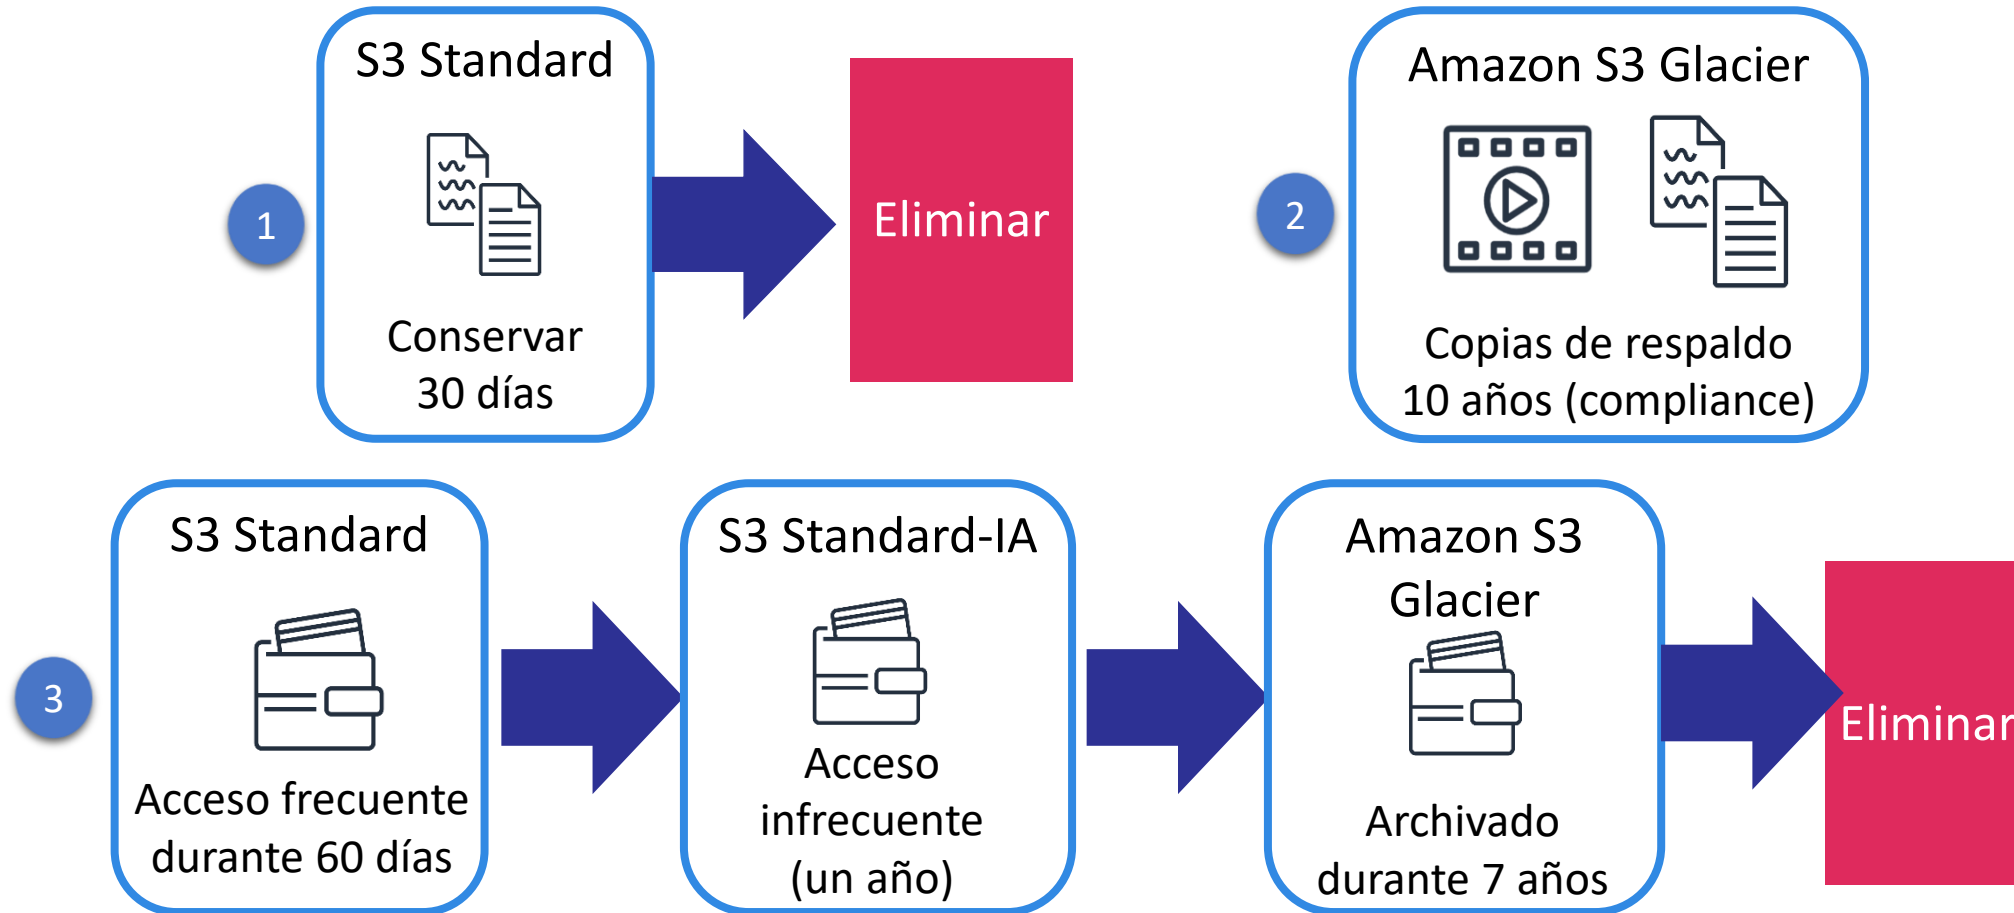 1
S3 Standard
Conservar
30 días
Eliminar
2
Amazon S3 Glacier
Copias de respaldo
10 años (compliance)
3
S3 Standard
Acceso frecuente
durante 60 días
S3 Standard-IA
Acceso
infrecuente
(un año)
Amazon S3
Glacier
Archivado
durante 7 años
Eliminar